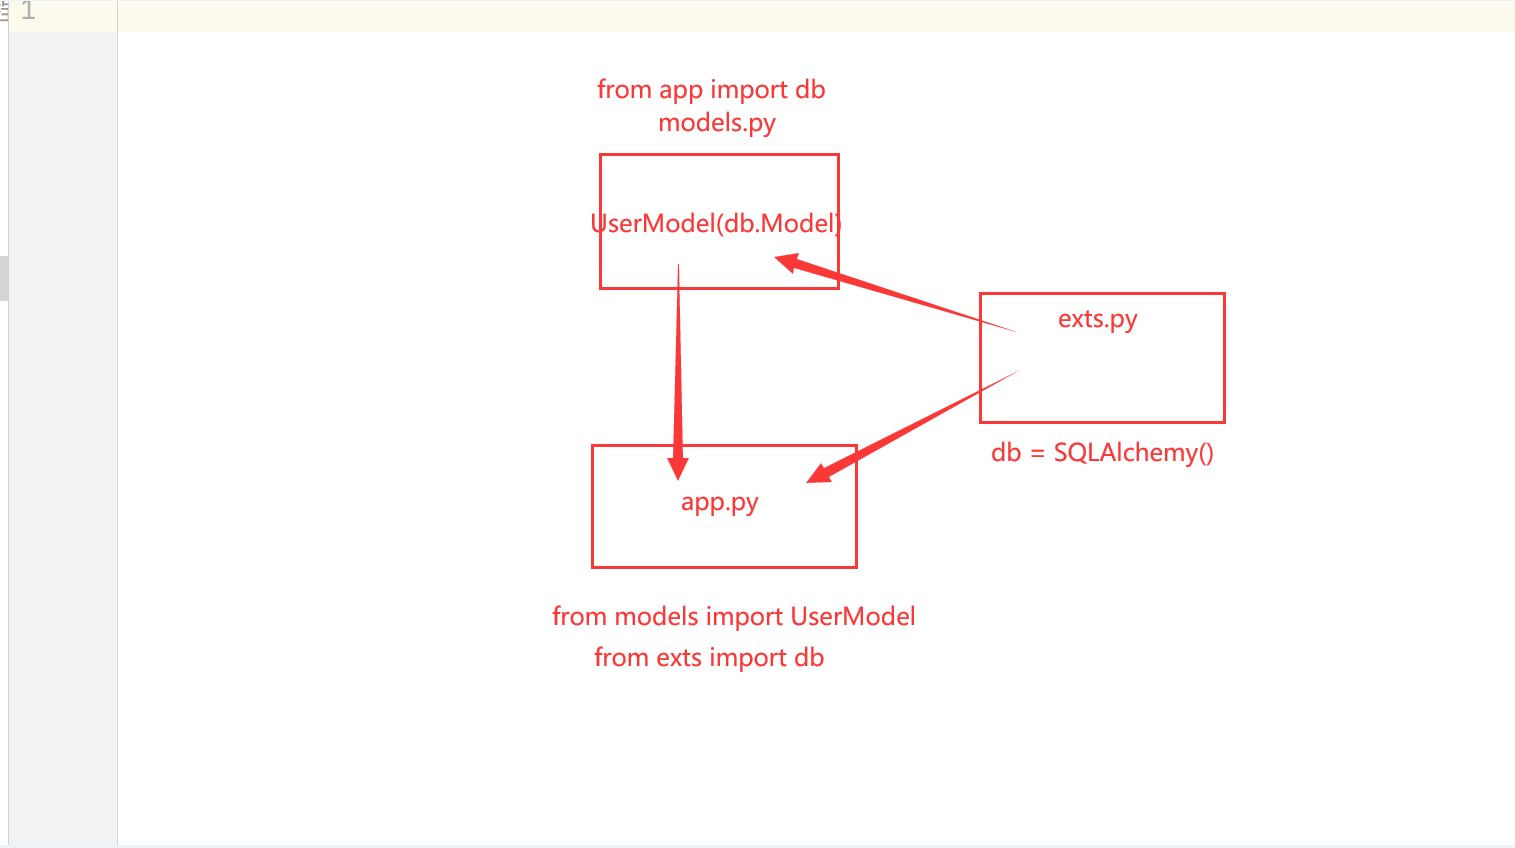 1
from app import db
models.py
UserModel(db.Model)
exts.py
db = SQLAlchemy()
app.py
from models import UserModel
from exts import db